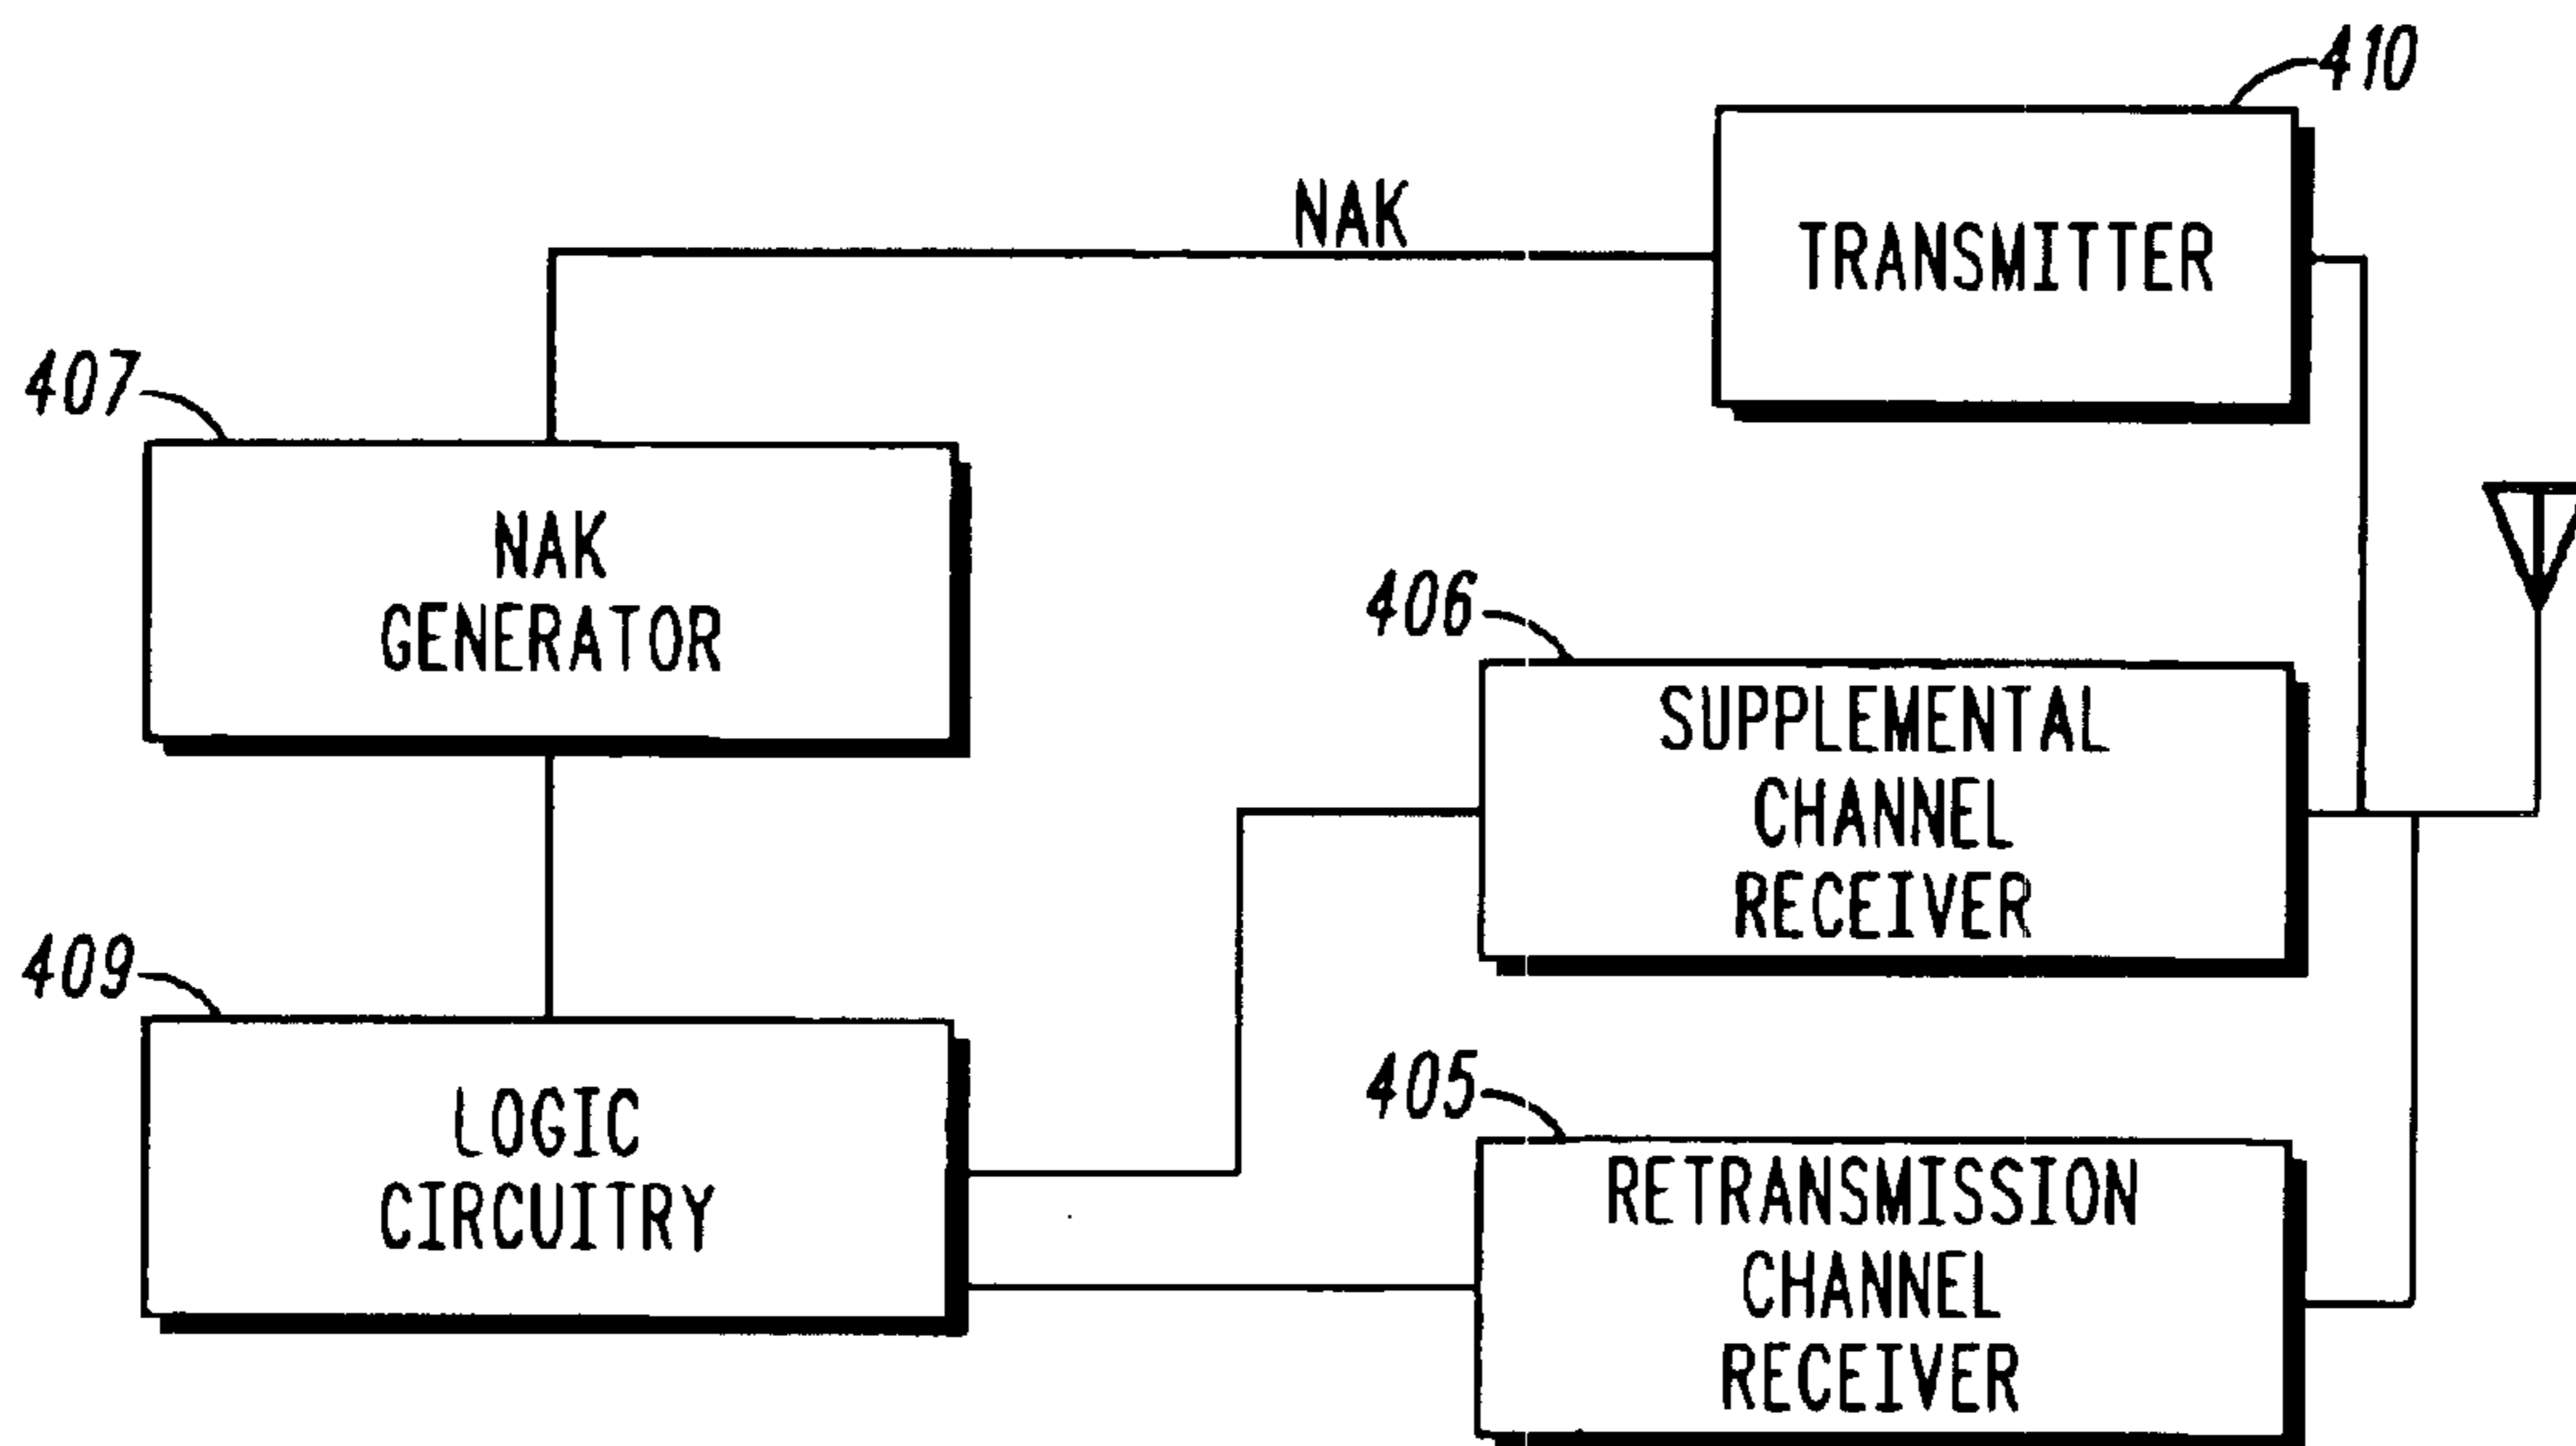 410
NAK
TRANSMITTER
407
NAK
GENERATOR
406
SUPPLEMENTAL
CHANNEL
RECEIVER
409
LOGIC
CIRCUITRY
405
RETRANSMISSION
CHANNEL
RECEIVER